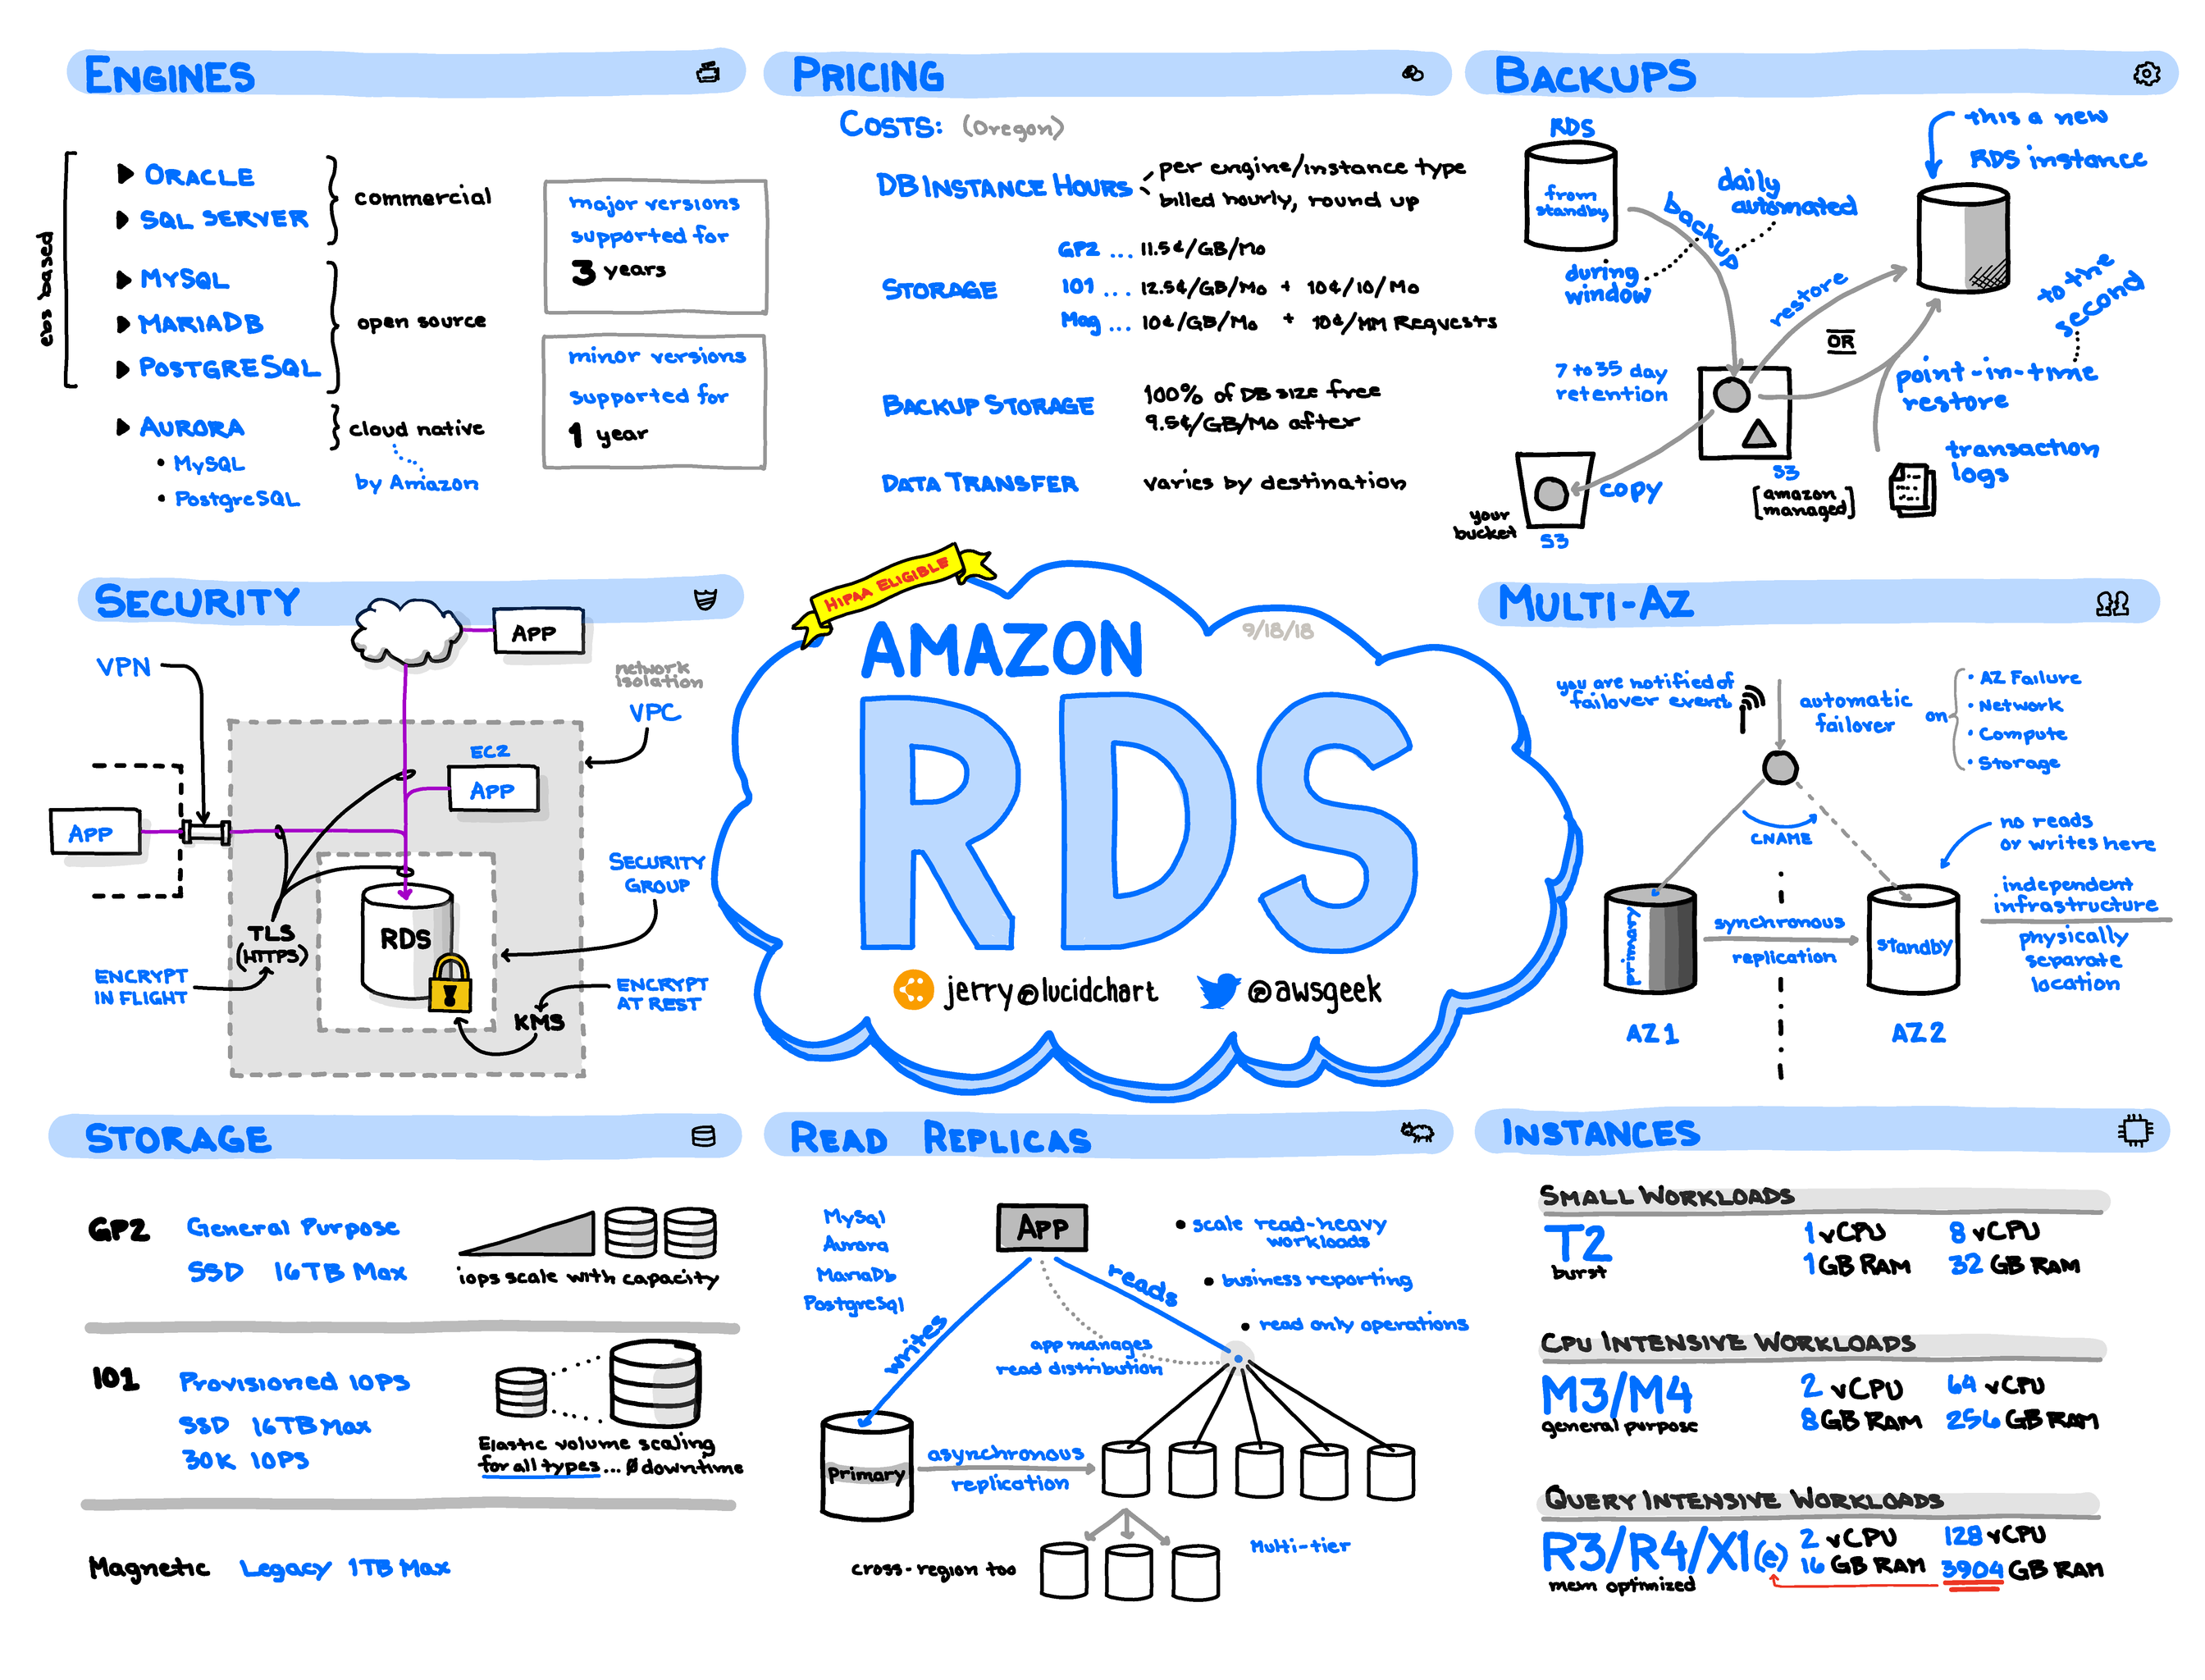 ENGINES
ebs based
ORACLE
SQL SERVER
commercial
MYSQL
MARIADB
POSTGRESQL
open source
AURORA
cloud native
• MySQL
by Amazon
• PostgreSQL
major versions
supported for
3 years
minor versions
supported for
1 year
PRICING
COSTS: (Oregon)
DB INSTANCE HOURS
per engine/instance type
billed hourly, round up
STORAGE
GP2 ... 11.5¢/GB/Mo
IO1 ... 12.5¢/GB/Mo + 10¢/IO/Mo
Mag ... 10¢/GB/Mo + 10¢/MM Requests
BACKUP STORAGE
100% of DB size free
9.5¢/GB/Mo after
DATA TRANSFER varies by destination
BACKUPS
RDS
from
standby
backup
daily
automated
during
window
this a new
RDS instance
restore
OR
to the
second
point-in-time
restore
7 to 35 day
retention
transaction
logs
S3
[amazon
managed]
copy
your
bucket
S3
SECURITY
APP
VPN
network
isolation
VPC
EC2
APP
APP
SECURITY
GROUP
RDS
TLS
(HTTPS)
ENCRYPT
IN FLIGHT
ENCRYPT
AT REST
KMS
HIPAA ELIGIBLE
9/18/18
AMAZON
RDS
jerry@lucidchart
@awsgeek
MULTI-AZ
you are notified of
failover event
automatic
failover
on
• AZ Failure
• Network
• Compute
• Storage
CNAME
no reads
or writes here
primary
synchronous
replication
standby
independent
infrastructure
physically
separate
location
AZ 1
AZ 2
STORAGE
GP2 General Purpose
SSD 16TB Max
iops scale with capacity
IO1 Provisioned IOPS
SSD 16TB Max
30K IOPS
Elastic volume scaling
for all types... Ø downtime
Magnetic Legacy 1TB Max
READ REPLICAS
MySql
Aurora
MariaDb
PostgreSql
APP
writes
reads
• scale read-heavy
workloads
• business reporting
• read only operations
app manages
read distribution
Primary
asynchronous
replication
cross-region too
Multi-tier
INSTANCES
SMALL WORKLOADS
T2
burst
1 vCPU 8 vCPU
1 GB RAM 32 GB RAM
CPU INTENSIVE WORKLOADS
M3/M4
general purpose
2 vCPU 64 vCPU
8 GB RAM 256 GB RAM
QUERY INTENSIVE WORKLOADS
R3/R4/X1(e)
mem optimized
2 vCPU 128 vCPU
16 GB RAM 3904 GB RAM